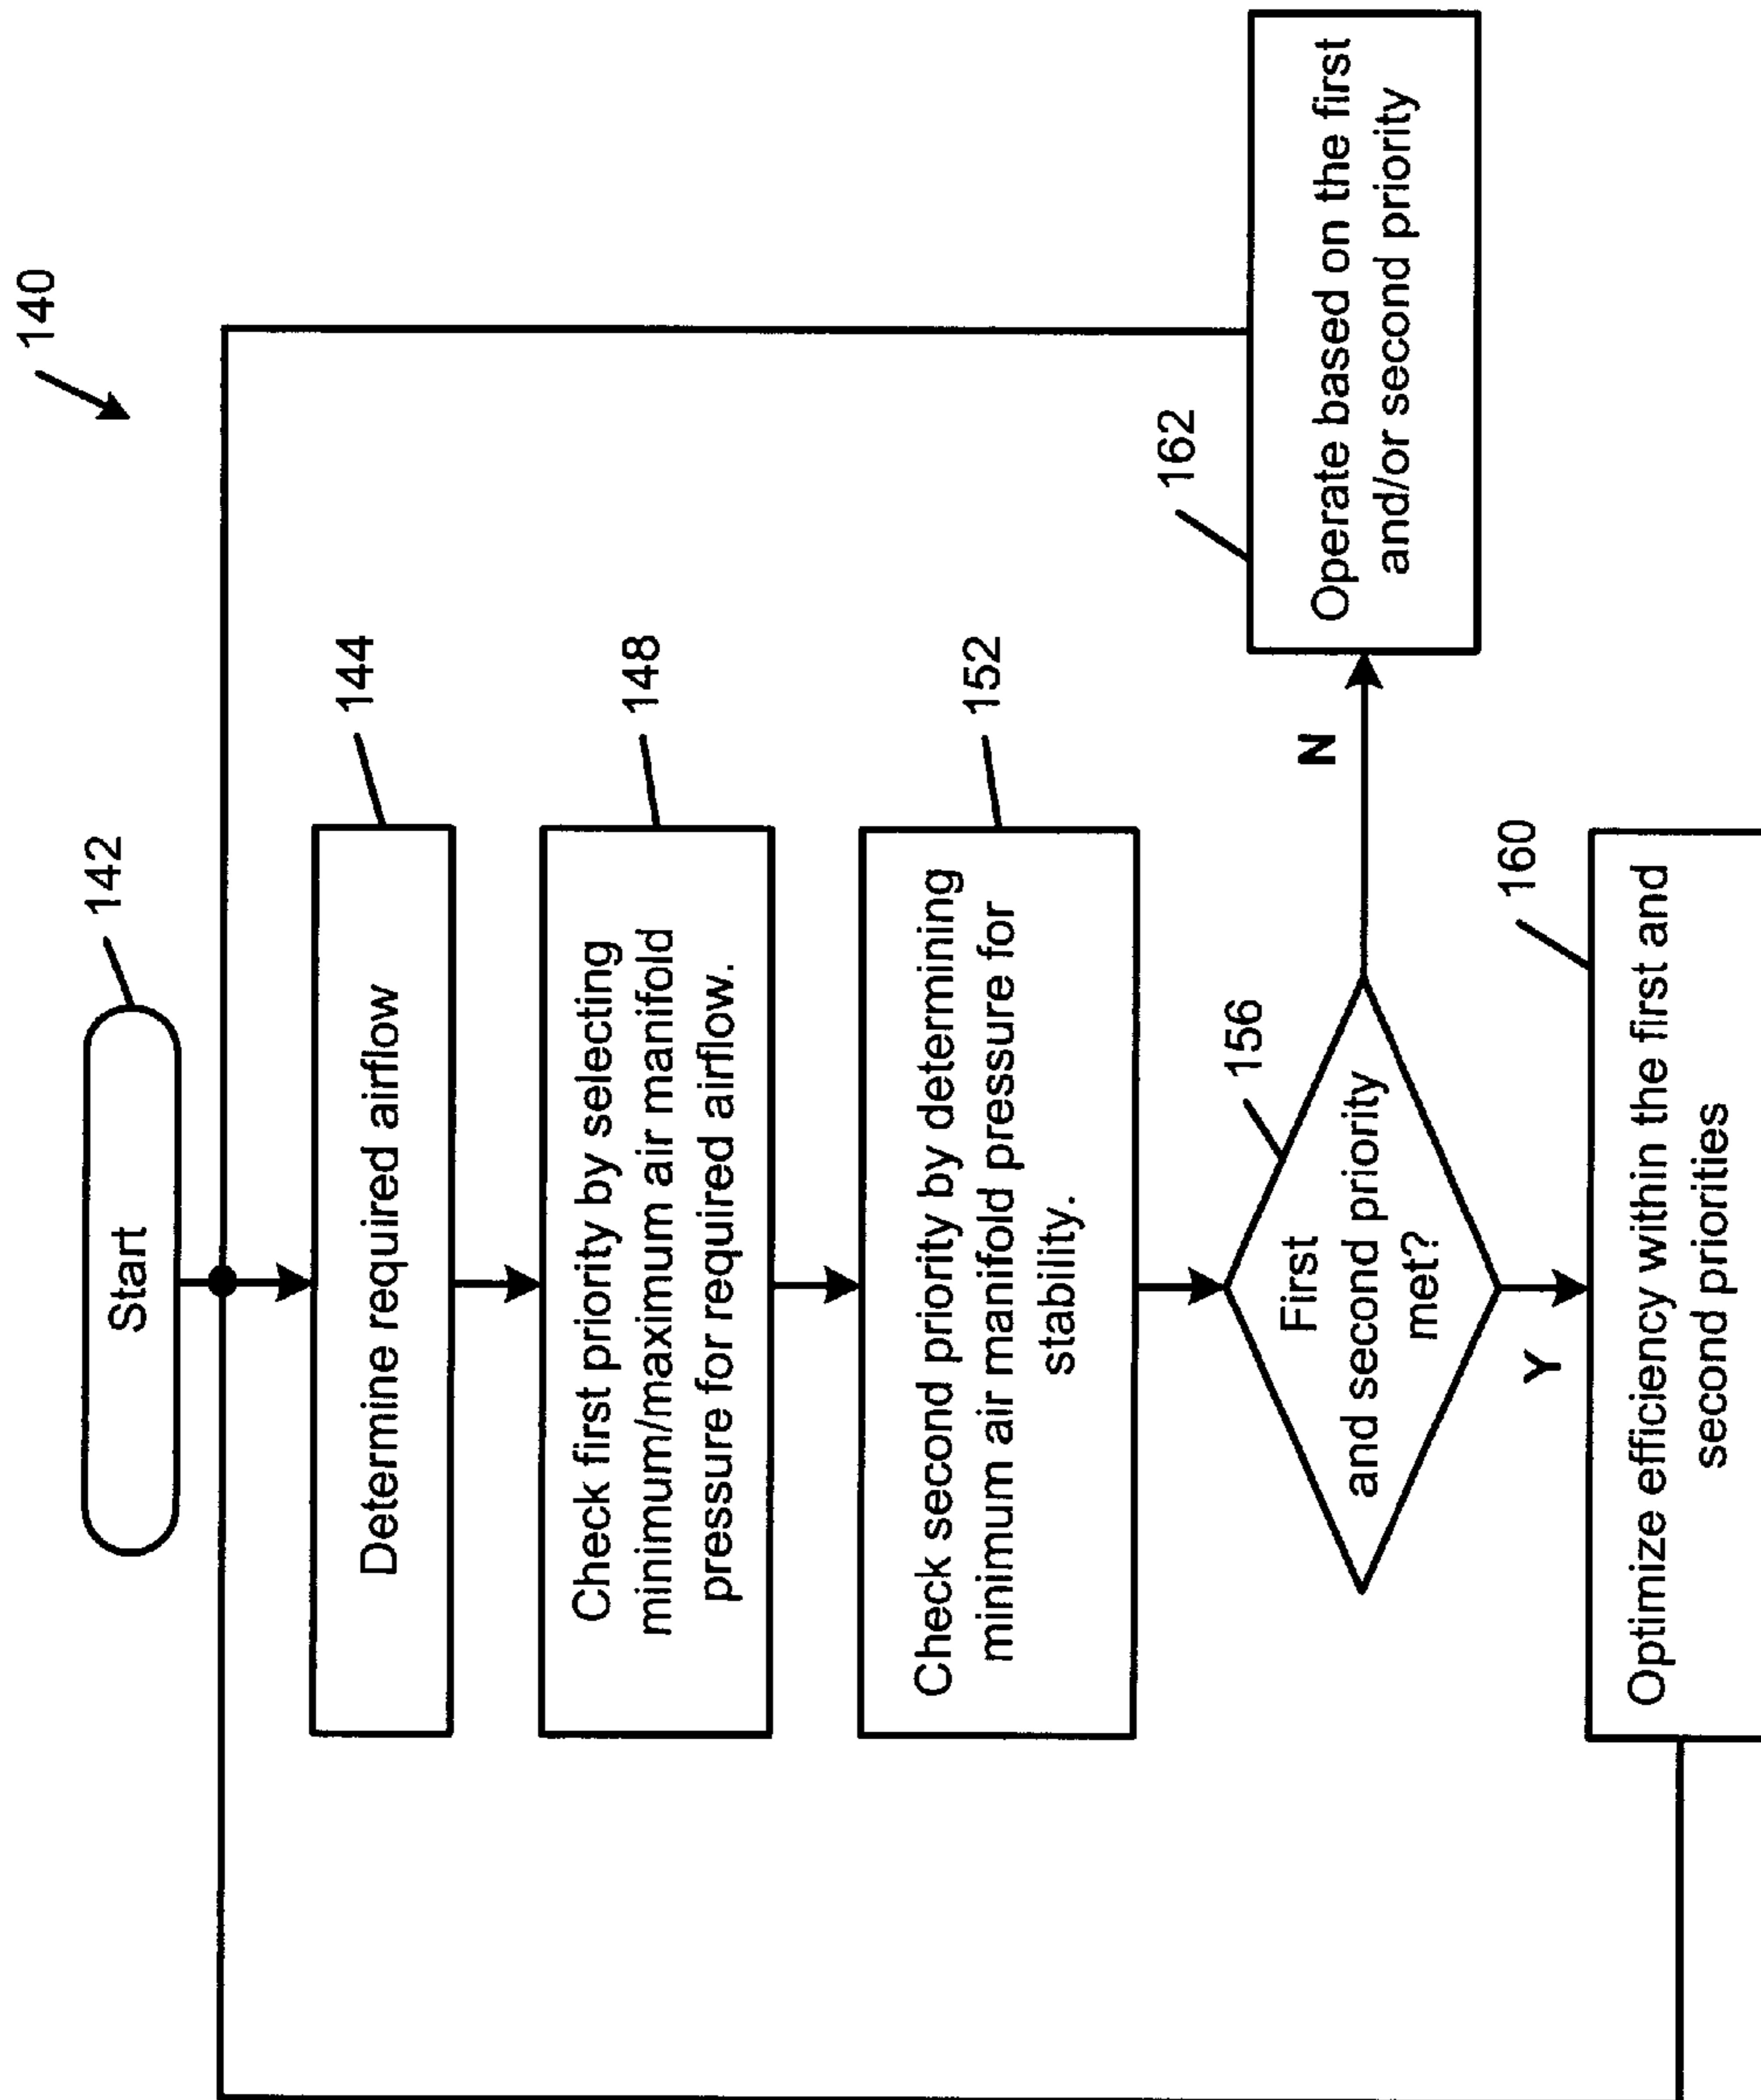 140
Start
142
Determine required airflow
144
Check first priority by selecting
minimum/maximum air manifold
pressure for required airflow.
148
Check second priority by determining
minimum air manifold pressure for
stability.
152
First
and second priority
met?
156
N
Operate based on the first
and/or second priority
162
Y
Optimize efficiency within the first and
second priorities
160